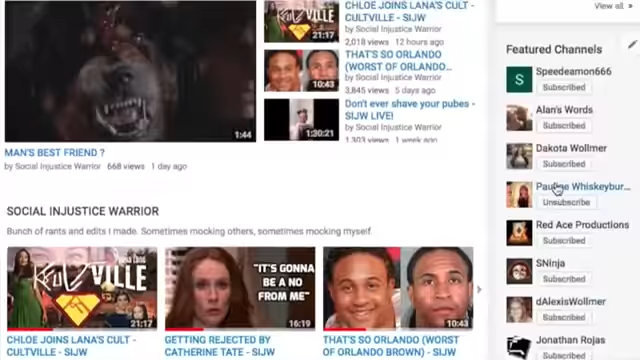 View all »
CHLOE JOINS LANA'S CULT -
CULTVILLE - SIJW
by Social Injustice Warrior
2,018 views 12 hours ago
21:17
THAT'S SO ORLANDO
(WORST OF ORLANDO...
by Social Injustice Warrior
3,845 views 5 days ago
10:43
Don't ever shave your pubes -
SIJW LIVE!
by Social Injustice Warrior
1,303 views 1 week ago
1:30:21
1:44
MAN'S BEST FRIEND ?
by Social Injustice Warrior 668 views 1 day ago
SOCIAL INJUSTICE WARRIOR
Bunch of rants and edits I made. Sometimes mocking others, sometimes mocking myself.
VILLE
21:17
"IT'S GONNA
BE A
NO FROM
ME"
16:19
10:43
CHLOE JOINS LANA'S CULT -
CULTVILLE - SIJW
GETTING REJECTED BY
CATHERINE TATE - SIJW
THAT'S SO ORLANDO (WORST
OF ORLANDO BROWN) - SIJW
Featured Channels
S
Speedeamon666
Subscribed
Alan's Words
Subscribed
Dakota Wollmer
Subscribed
Pauline Whiskeybur...
Unsubscribe
Red Ace Productions
Subscribed
SNinja
Subscribed
dAlexisWollmer
Subscribed
Jonathan Rojas
Subscribed